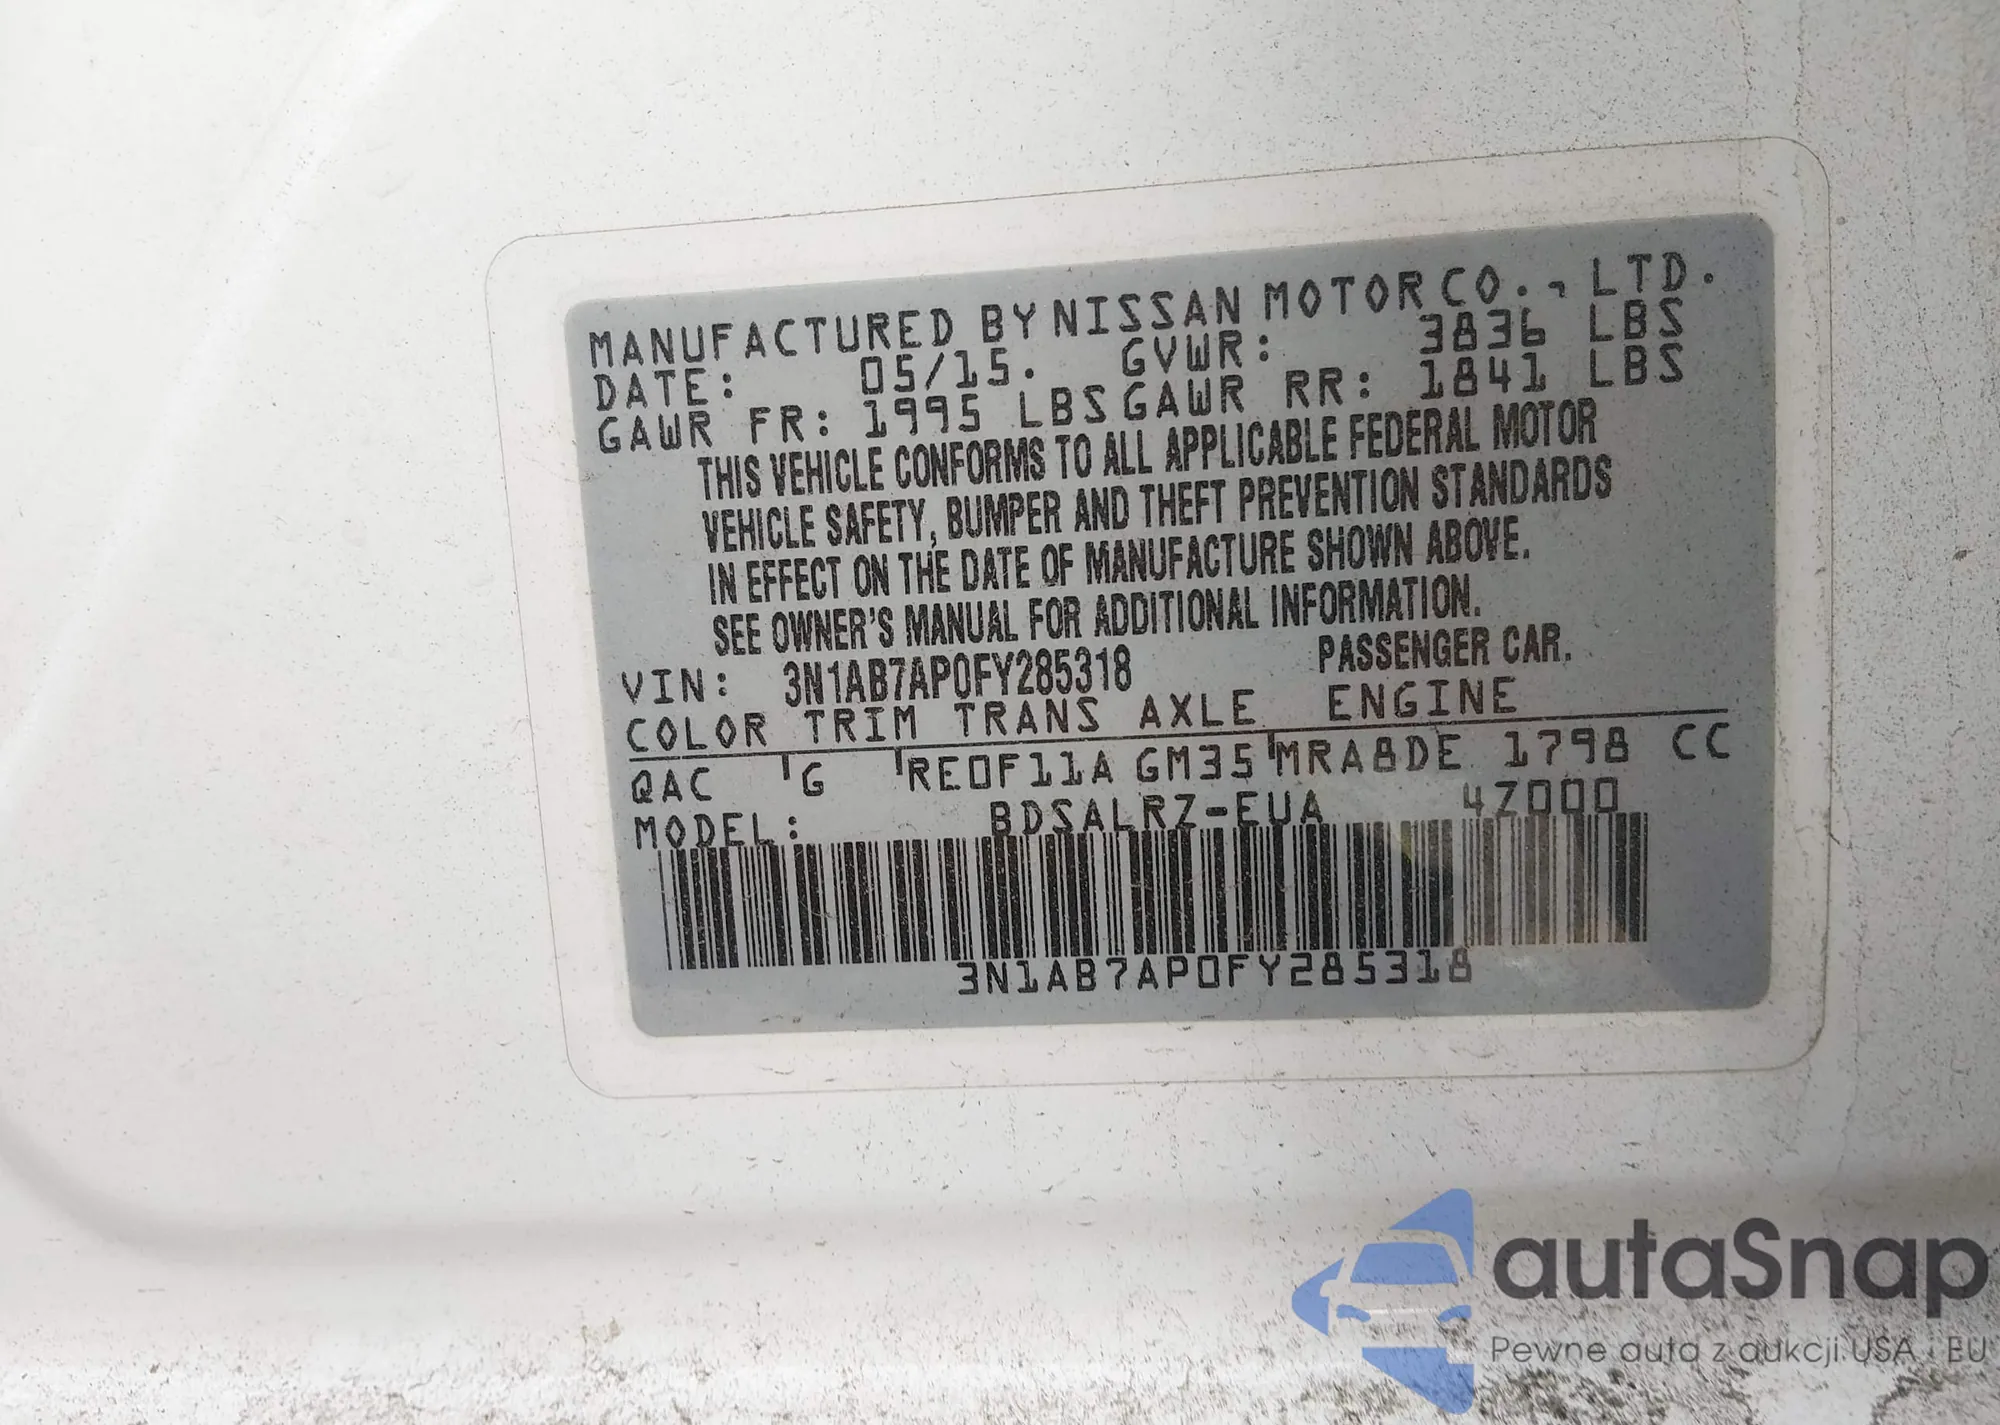 MANUFACTURED BY NISSAN MOTOR CO., LTD.
DATE: 05/15. GVWR: 3836 LBS
GAWR FR: 1995 LBS GAWR RR: 1841 LBS
THIS VEHICLE CONFORMS TO ALL APPLICABLE FEDERAL MOTOR
VEHICLE SAFETY, BUMPER AND THEFT PREVENTION STANDARDS
IN EFFECT ON THE DATE OF MANUFACTURE SHOWN ABOVE.
SEE OWNER'S MANUAL FOR ADDITIONAL INFORMATION.
VIN: 3N1AB7AP0FY285318 PASSENGER CAR.
COLOR TRIM TRANS AXLE ENGINE
QAC G RE0F11A GM35 MRA8DE 1798 CC
MODEL: BDSALRZ-EUA 4Z000
3N1AB7AP0FY285318
autaSnap
Pewne auta z aukcji USA i EU